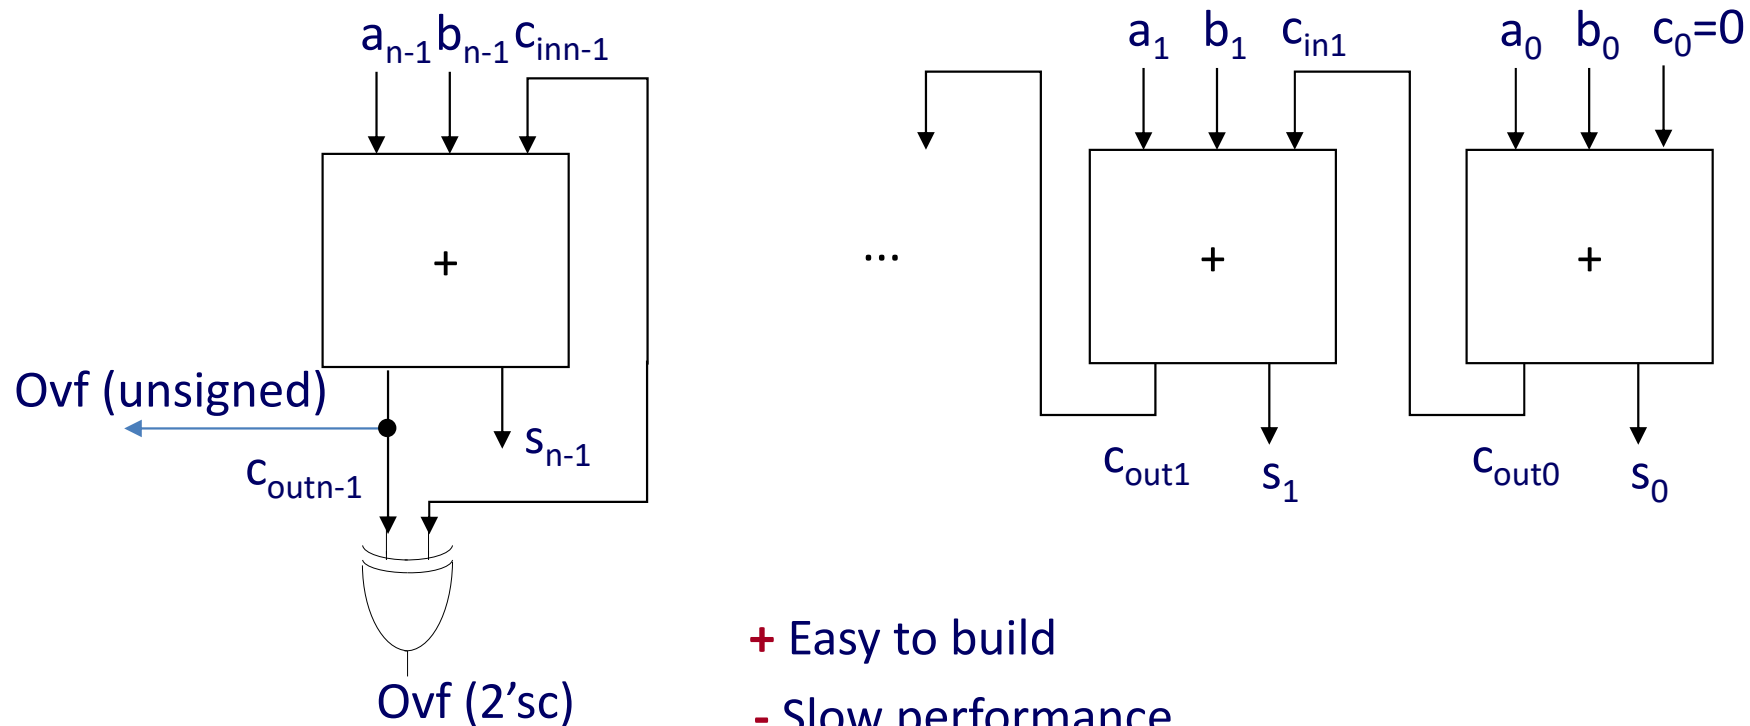 aₙ₋₁ bₙ₋₁ cᵢₙₙ₋₁
a₁ b₁ cᵢₙ₁
a₀ b₀ c₀=0
+
...
+
+
Ovf (unsigned)
cₒᵤₜₙ₋₁
sₙ₋₁
cₒᵤₜ₁
s₁
cₒᵤₜ₀
s₀
Ovf (2’sc)
+ Easy to build
- Slow performance